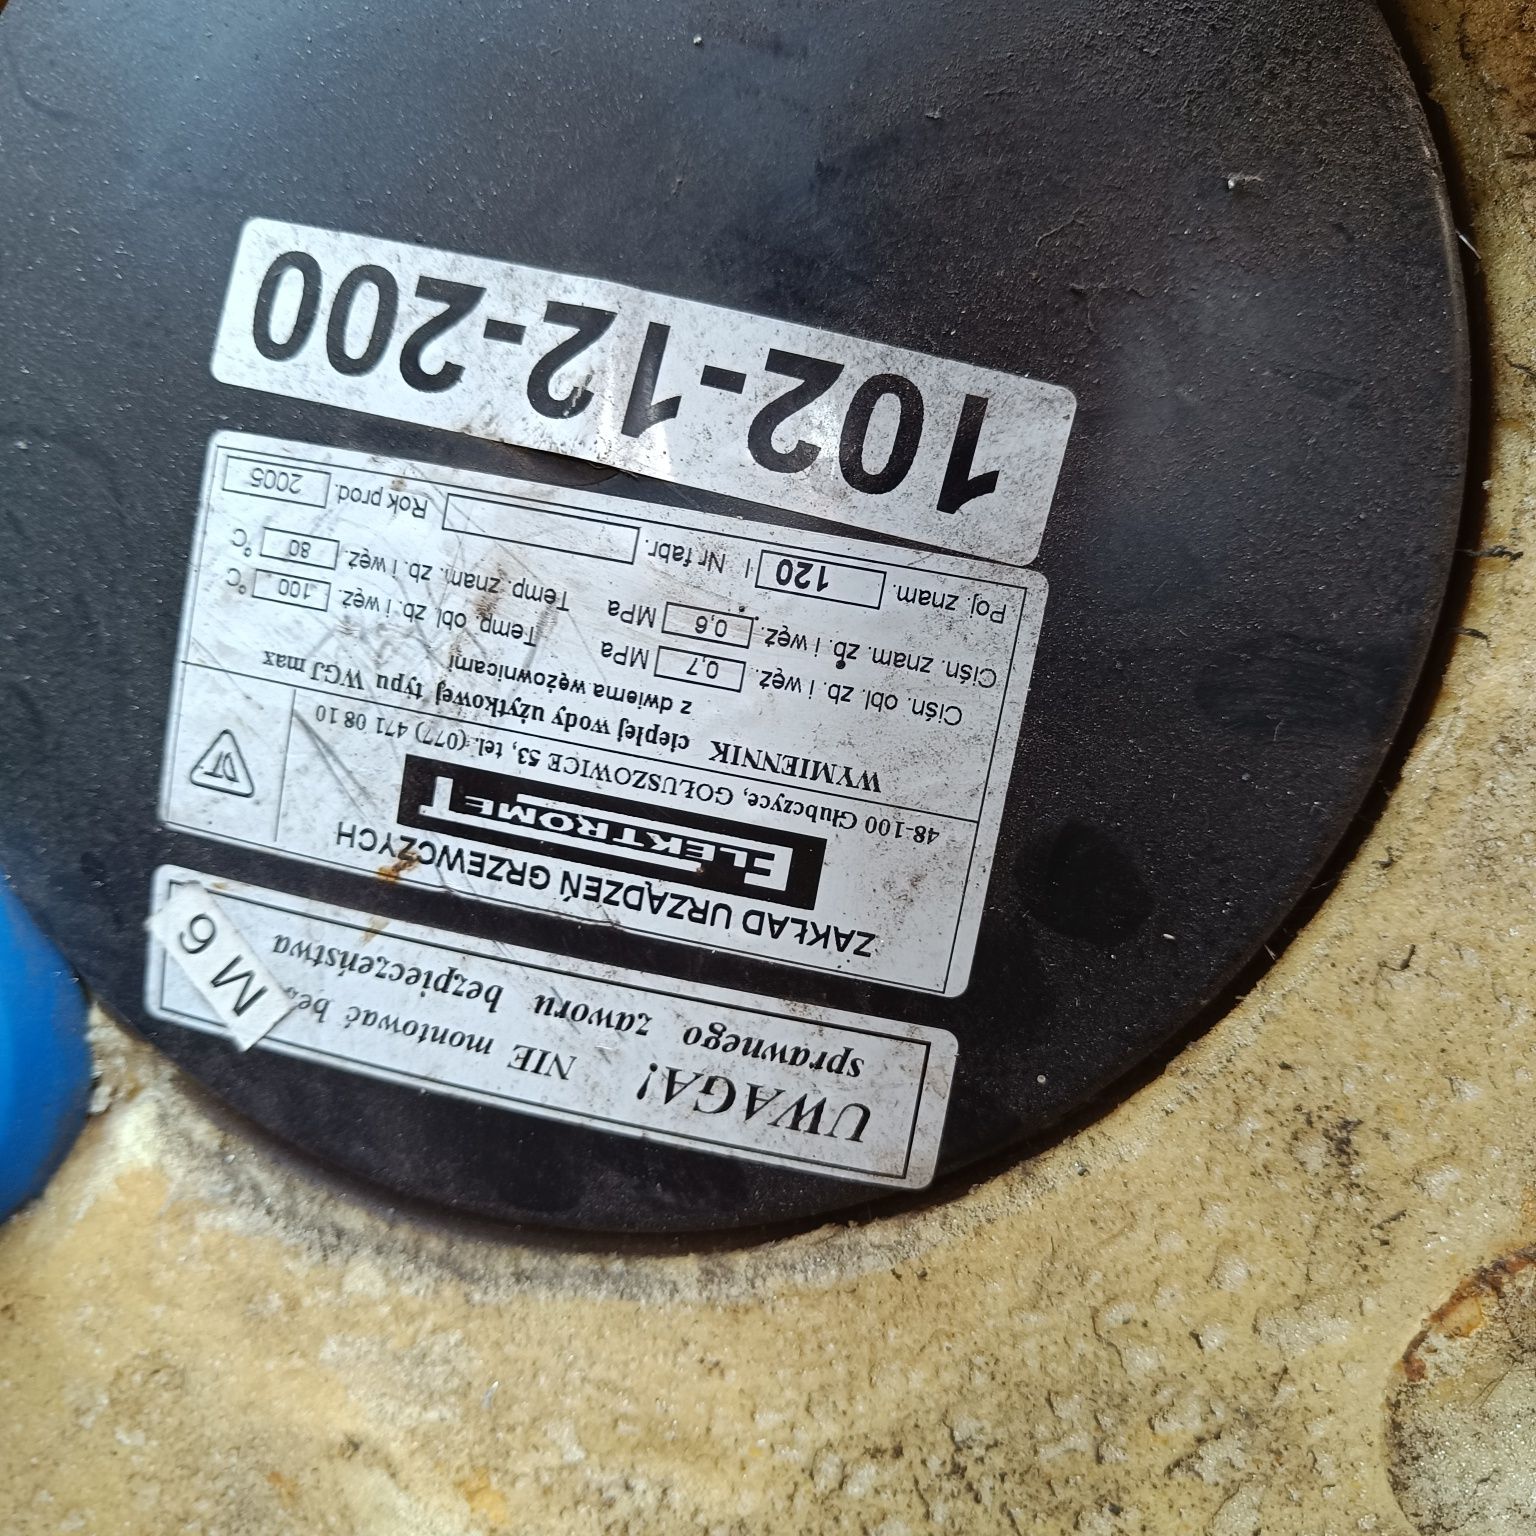 UWAGA! NIE montować be
sprawnego zaworu bezpieczeństwa
M 6
ZAKŁAD URZĄDZEŃ GRZEWCZYCH
ELEKTROMET
48-100 Głubczyce, GOŁUSZOWICE 53, tel. (077) 471 08 10
WYMIENNIK ciepłej wody użytkowej typu WGJ max
z dwiema wężownicami
Ciśn. obl. zb. i węż. 0,7 MPa Temp. obl. zb. i węż. 100 °C
Ciśn. znam. zb. i węż. 0,6 MPa Temp. znam. zb. i węż. 80 °C
Poj. znam. 120 l Nr fabr. Rok prod. 2005
102-12-200